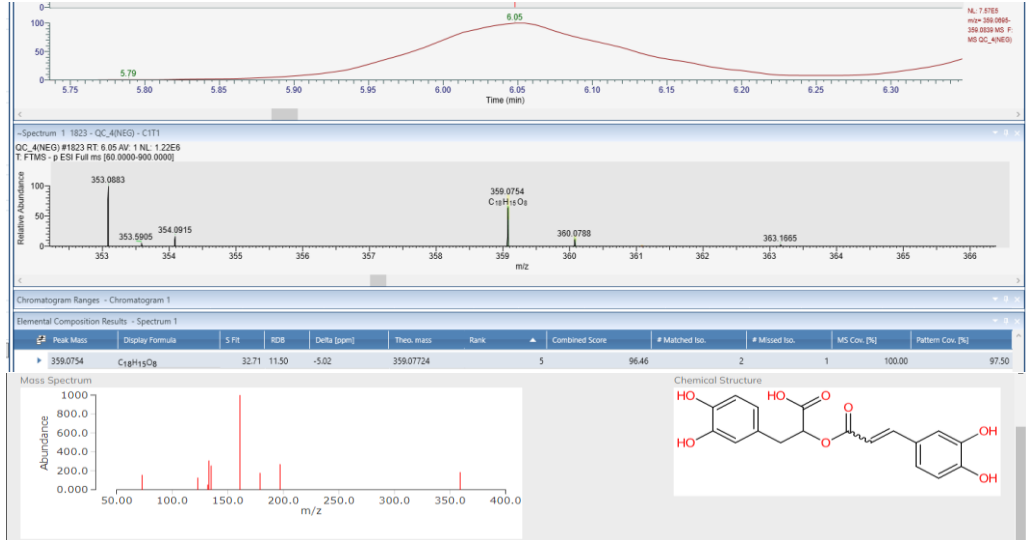 0
100
50
0
5.79
6.05
5.75 5.80 5.85 5.90 5.95 6.00 6.05 6.10 6.15 6.20 6.25 6.30
Time (min)
NL: 7.57E5
m/z= 359.0695-
359.0839 MS F:
MS QC_4(NEG)
~Spectrum 1 1823 - QC_4(NEG) - C1T1
QC_4(NEG) #1823 RT: 6.05 AV: 1 NL: 1.22E6
T: FTMS - p ESI Full ms [60.0000-900.0000]
Relative Abundance
100
50
0
353.0883
353.5905
354.0915
359.0754
C18H15O8
360.0788
363.1665
353 354 355 356 357 358 359 360 361 362 363 364 365 366
m/z
Chromatogram Ranges - Chromatogram 1
Elemental Composition Results - Spectrum 1
Peak Mass Display Formula S Fit RDB Delta [ppm] Theo. mass Rank Combined Score # Matched Iso. # Missed Iso. MS Cov. [%] Pattern Cov. [%]
359.0754 C18H15O8 32.71 11.50 -5.02 359.07724 5 96.46 2 1 100.00 97.50
Mass Spectrum
Abundance
1000
800.0
600.0
400.0
200.0
0.000
50.00 100.0 150.0 200.0 250.0 300.0 350.0 400.0
m/z
Chemical Structure
HO
HO
HO
O
O
O
OH
OH